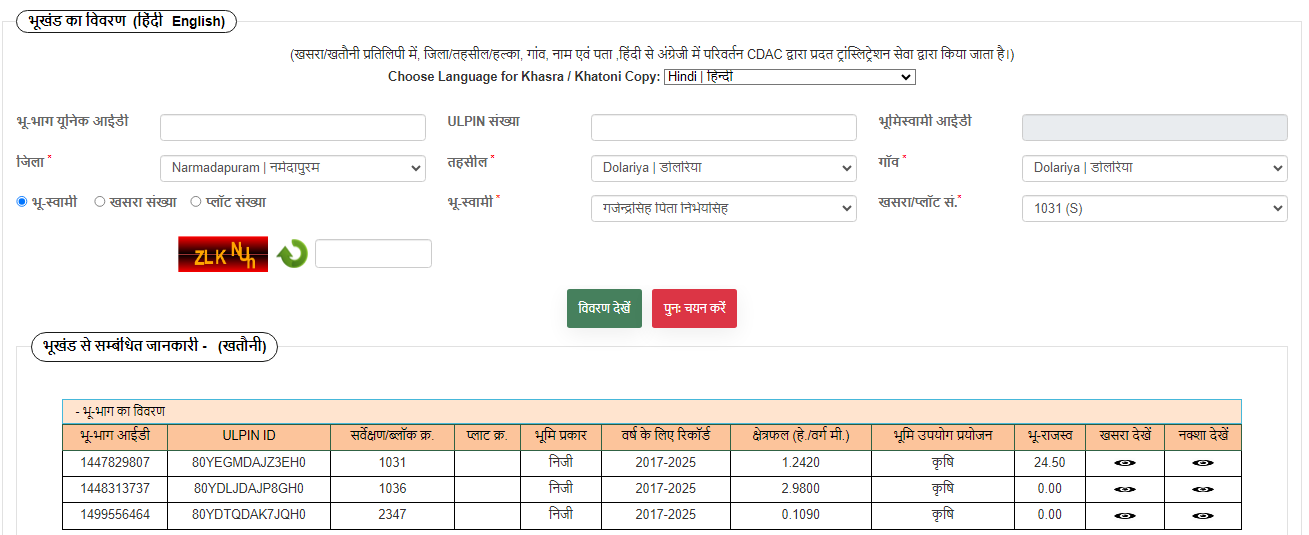 भूखंड का विवरण (हिंदी English)
(खसरा/खतौनी प्रतिलिपी में, जिला/तहसील/हल्का, गांव, नाम एवं पता ,हिंदी से अंग्रेजी में परिवर्तन CDAC द्वारा प्रदत ट्रांस्लिट्रेशन सेवा द्वारा किया जाता है।)
Choose Language for Khasra / Khatoni Copy: Hindi | हिन्दी
भू-भाग यूनिक आईडी ULPIN संख्या भूमिस्वामी आईडी
जिला * Narmadapuram | नर्मदापुरम तहसील * Dolariya | डोलरिया गाँव * Dolariya | डोलरिया
भू-स्वामी खसरा संख्या प्लॉट संख्या भू-स्वामी * गजेन्द्रसिंह पिता निर्भयसिंह खसरा/प्लॉट सं.* 1031 (S)
ZLKNUh
विवरण देखें पुनः चयन करें
भूखंड से सम्बंधित जानकारी - (खतौनी)
- भू-भाग का विवरण
भू-भाग आईडी ULPIN ID सर्वेक्षण/ब्लॉक क्र. प्लाट क्र. भूमि प्रकार वर्ष के लिए रिकॉर्ड क्षेत्रफल (हे./वर्ग मी.) भूमि उपयोग प्रयोजन भू-राजस्व खसरा देखें नक्शा देखें
1447829807 80YEGMDAJZ3EH0 1031 निजी 2017-2025 1.2420 कृषि 24.50
1448313737 80YDLJDAJP8GH0 1036 निजी 2017-2025 2.9800 कृषि 0.00
1499556464 80YDTQDAK7JQH0 2347 निजी 2017-2025 0.1090 कृषि 0.00